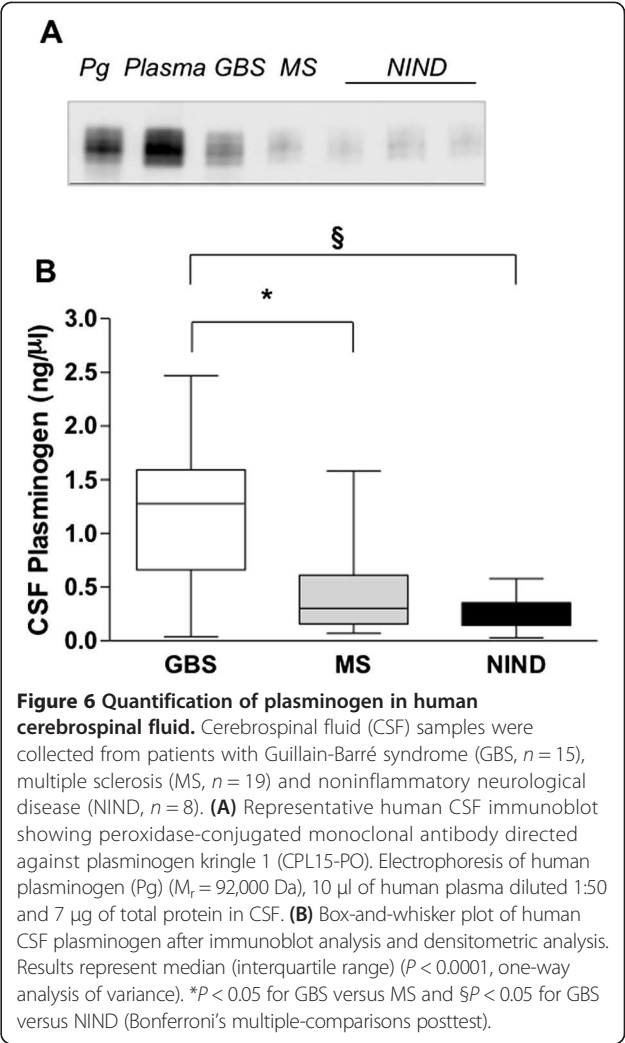 A
Pg Plasma GBS MS NIND
§
B
*
3.0
2.5
2.0
1.5
1.0
0.5
0.0
CSF Plasminogen (ng/µl)
GBS MS NIND
Figure 6 Quantification of plasminogen in human
cerebrospinal fluid. Cerebrospinal fluid (CSF) samples were
collected from patients with Guillain-Barré syndrome (GBS, n = 15),
multiple sclerosis (MS, n = 19) and noninflammatory neurological
disease (NIND, n = 8). (A) Representative human CSF immunoblot
showing peroxidase-conjugated monoclonal antibody directed
against plasminogen kringle 1 (CPL15-PO). Electrophoresis of human
plasminogen (Pg) (Mr = 92,000 Da), 10 µl of human plasma diluted 1:50
and 7 µg of total protein in CSF. (B) Box-and-whisker plot of human
CSF plasminogen after immunoblot analysis and densitometric analysis.
Results represent median (interquartile range) (P < 0.0001, one-way
analysis of variance). *P < 0.05 for GBS versus MS and §P < 0.05 for GBS
versus NIND (Bonferroni's multiple-comparisons posttest).